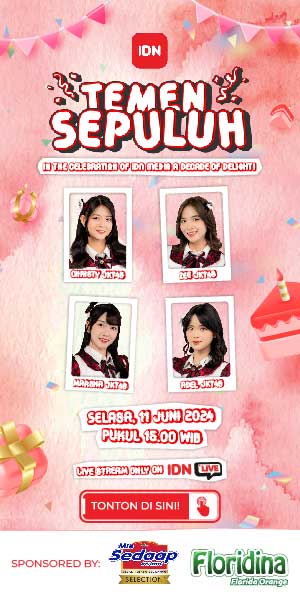 IDN
TEMEN
SEPULUH
IN THE CELEBRATION OF IDN MEDIA A DECADE OF DELIGHT!
CHRISTY JKT48
ZEE JKT48
MARSHA JKT48
ADEL JKT48
SELASA, 11 JUNI 2024
PUKUL 15.00 WIB
LIVE STREAM ONLY ON IDN LIVE
TONTON DI SINI!
SPONSORED BY:
Mie
Sedaap
SELECTION
Floridina
Florida Orange